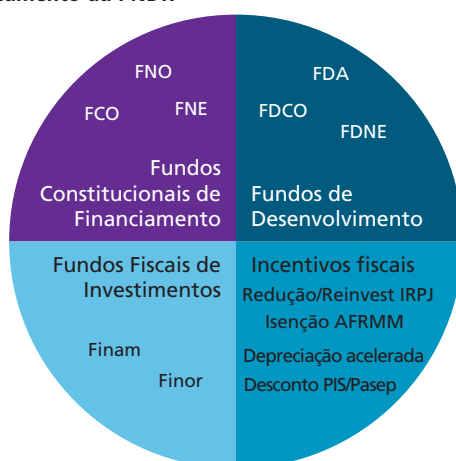 FNO
FCO
FNE
Fundos
Constitucionais de
Financiamento
FDA
FDCO
FDNE
Fundos de
Desenvolvimento
Fundos Fiscais de
Investimentos
Finam
Finor
Incentivos fiscais
Redução/Reinvest IRPJ
Isenção AFRMM
Depreciação acelerada
Desconto PIS/Pasep